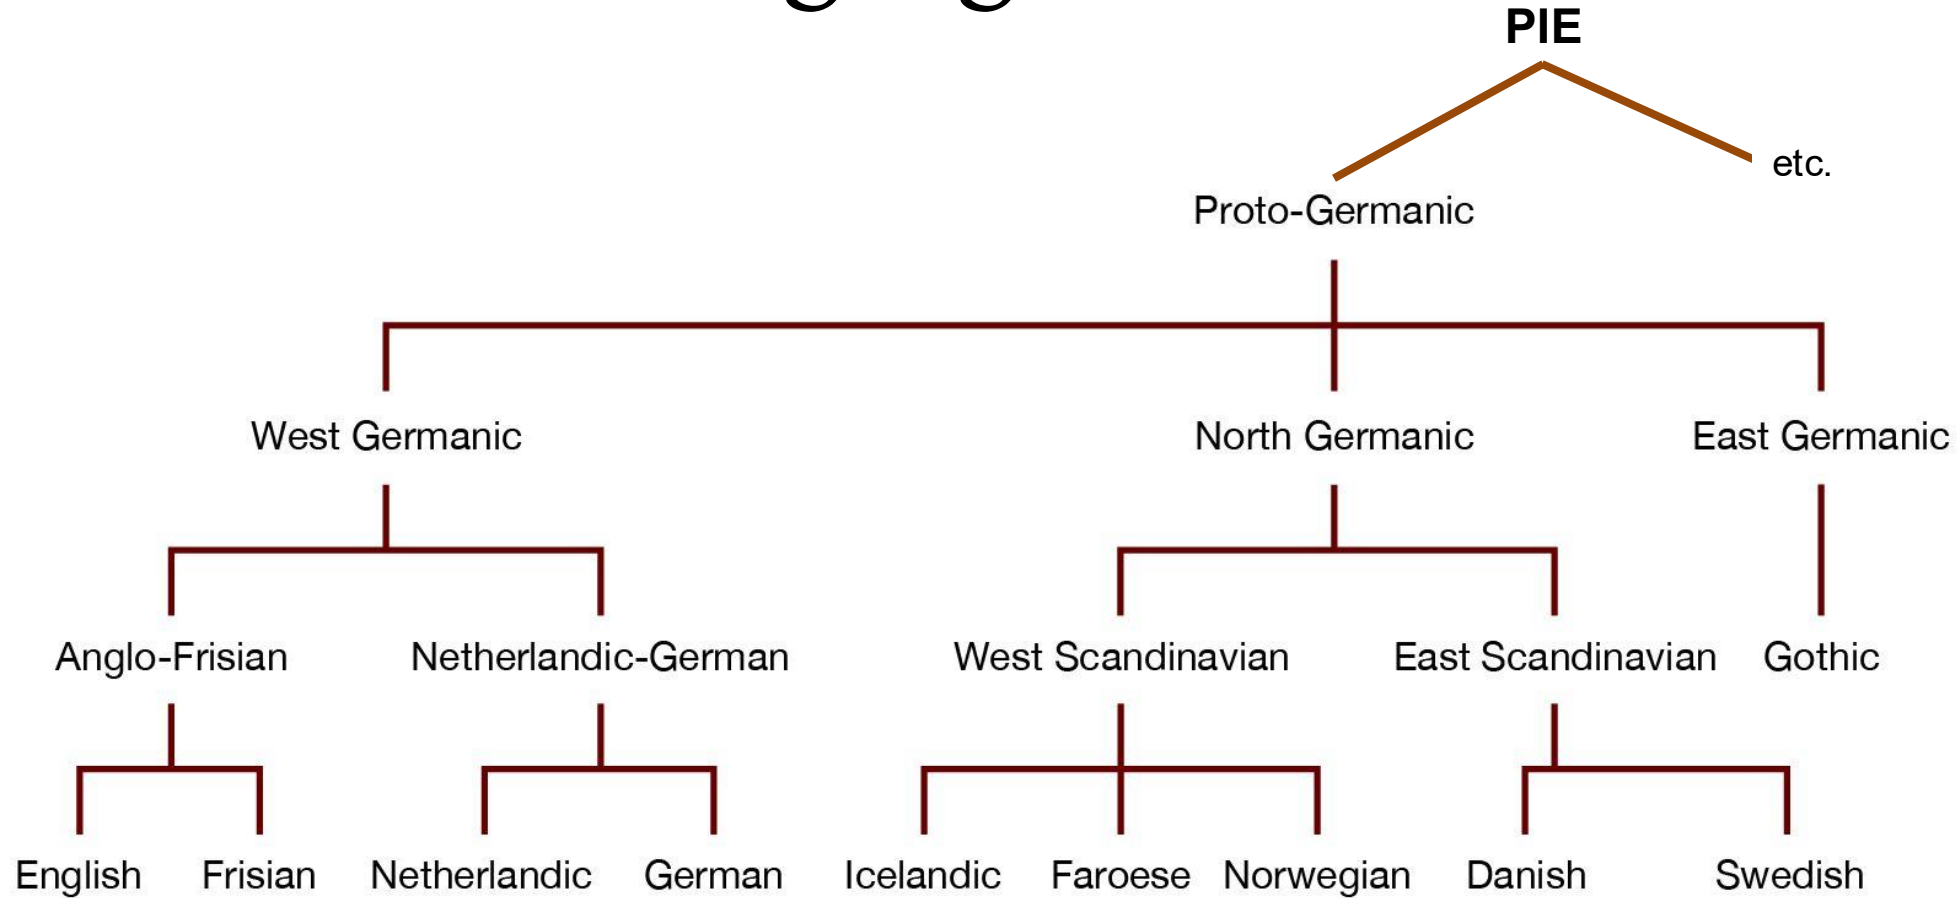 PIE
etc.
Proto-Germanic
West Germanic North Germanic East Germanic
Anglo-Frisian Netherlandic-German West Scandinavian East Scandinavian Gothic
English Frisian Netherlandic German Icelandic Faroese Norwegian Danish Swedish